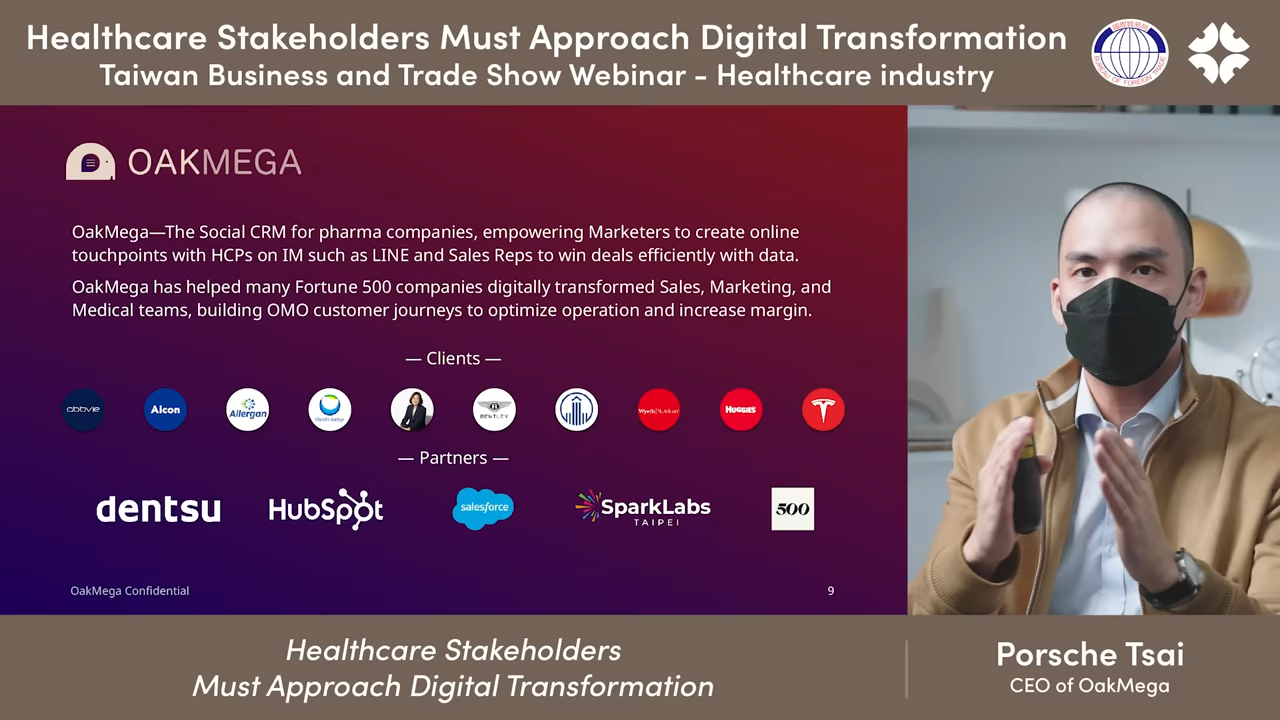 Healthcare Stakeholders Must Approach Digital Transformation
Taiwan Business and Trade Show Webinar - Healthcare industry
BUREAU OF FOREIGN TRADE
OAKMEGA
OakMega—The Social CRM for pharma companies, empowering Marketers to create online
touchpoints with HCPs on IM such as LINE and Sales Reps to win deals efficiently with data.
OakMega has helped many Fortune 500 companies digitally transformed Sales, Marketing, and
Medical teams, building OMO customer journeys to optimize operation and increase margin.
— Clients —
abbvie
Alcon
Allergan
BENTLEY
HUGGIES
— Partners —
dentsu
HubSpot
salesforce
SparkLabs
TAIPEI
500
OakMega Confidential
9
Healthcare Stakeholders
Must Approach Digital Transformation
Porsche Tsai
CEO of OakMega